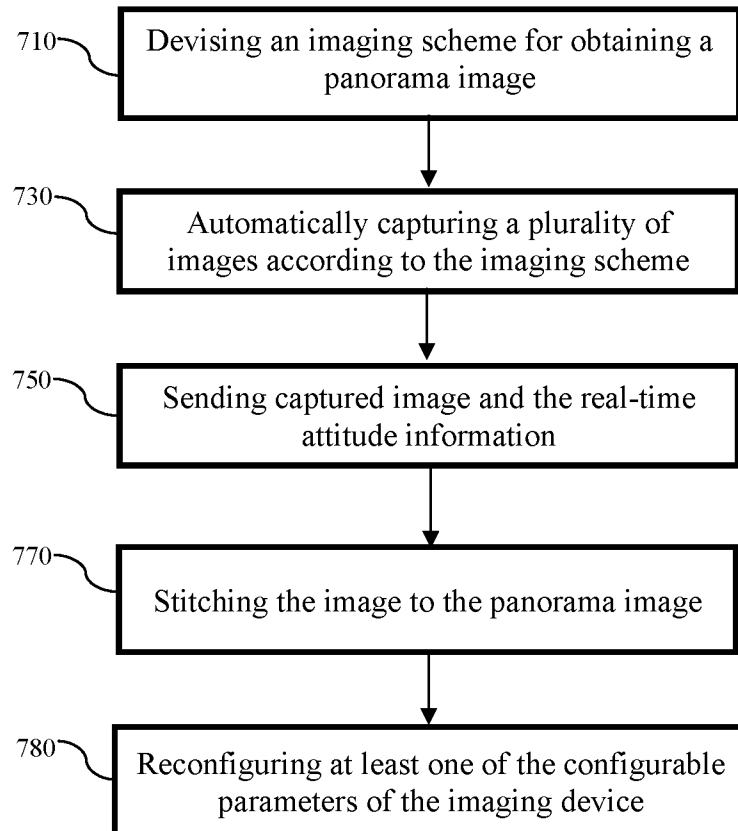 710
Devising an imaging scheme for obtaining a
panorama image
730
Automatically capturing a plurality of
images according to the imaging scheme
750
Sending captured image and the real-time
attitude information
770
Stitching the image to the panorama image
780
Reconfiguring at least one of the configurable
parameters of the imaging device